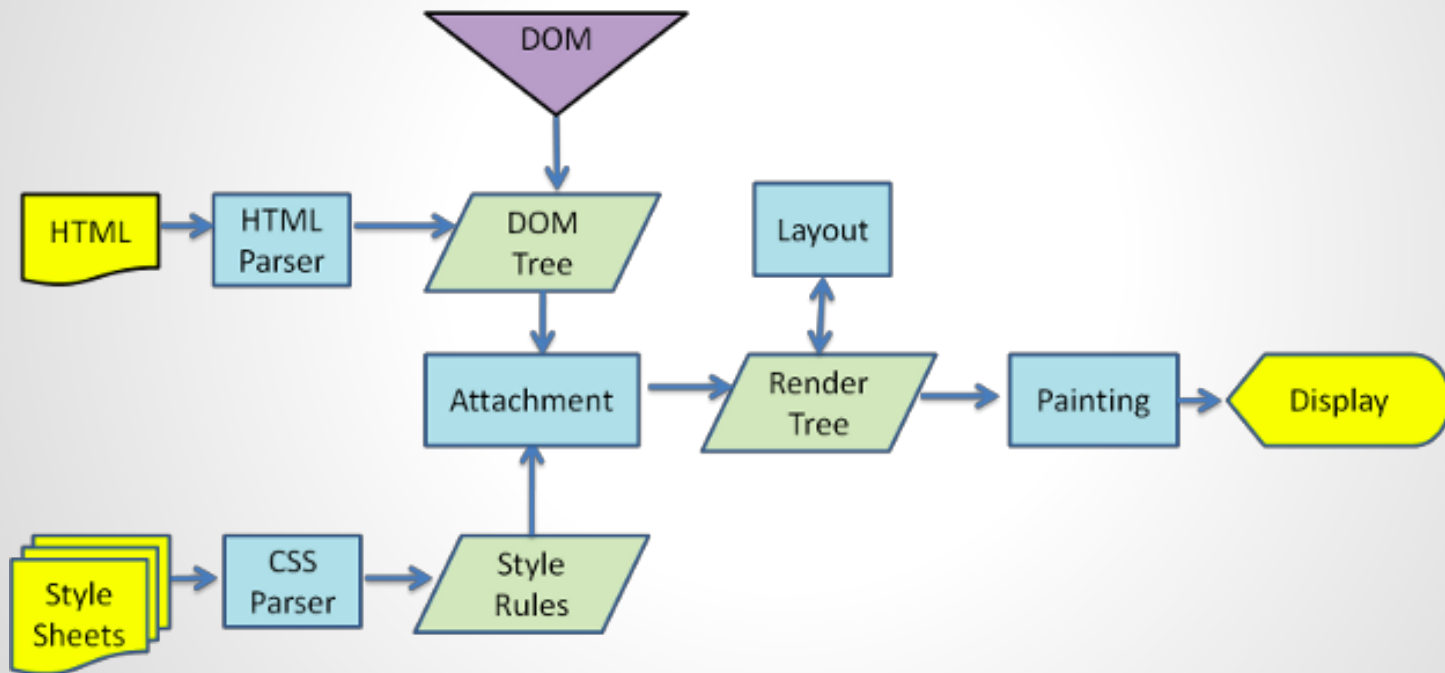 DOM
HTML
HTML
Parser
DOM
Tree
Layout
Attachment
Render
Tree
Painting
Display
Style
Sheets
CSS
Parser
Style
Rules